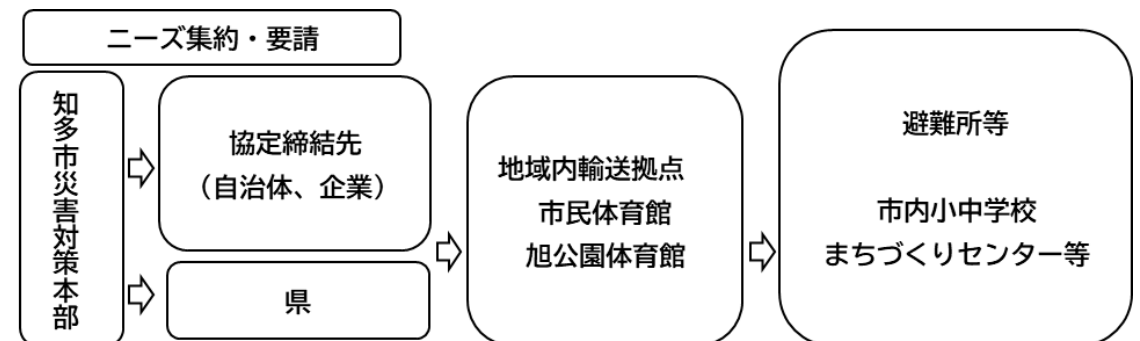 ニーズ集約・要請
知多市災害対策本部
協定締結先
（自治体、企業）
県
地域内輸送拠点
市民体育館
旭公園体育館
避難所等
市内小中学校
まちづくりセンター等